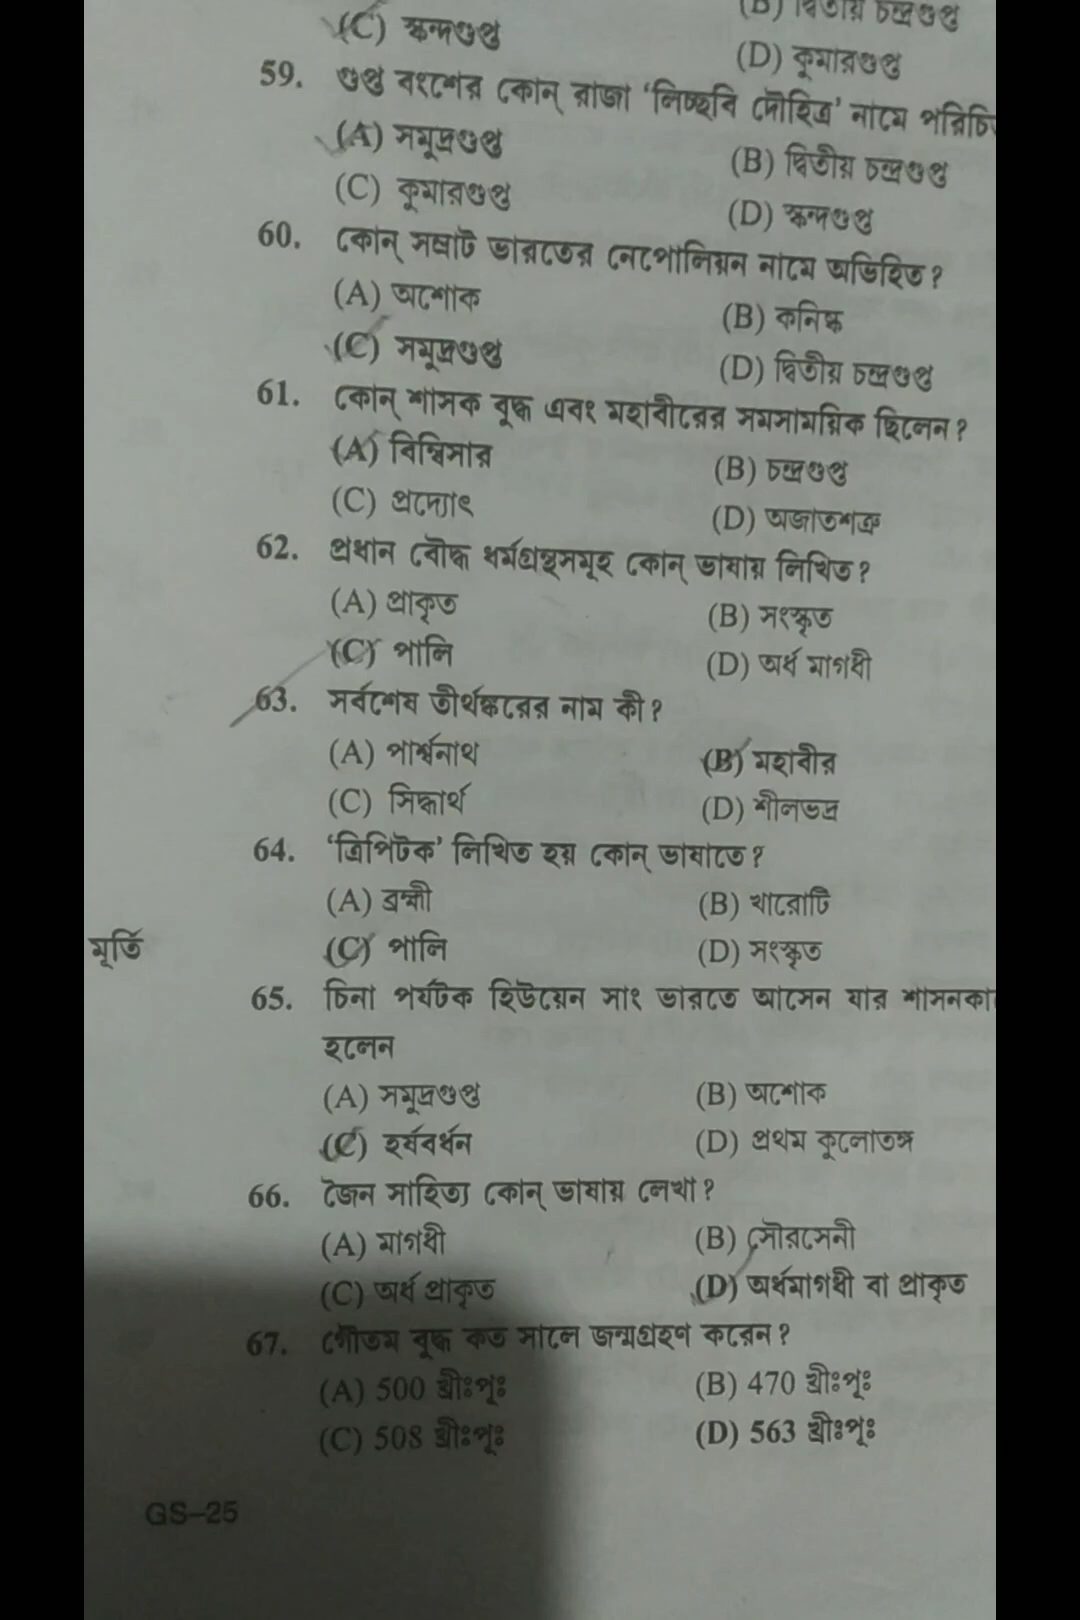 (C) স্কন্দগুপ্ত
(B) দ্বিতীয় চন্দ্রগুপ্ত
(D) কুমারগুপ্ত
59. গুপ্ত বংশের কোন্ রাজা ‘লিচ্ছবি দৌহিত্র’ নামে পরিচি
(A) সমুদ্রগুপ্ত
(B) দ্বিতীয় চন্দ্রগুপ্ত
(C) কুমারগুপ্ত
(D) স্কন্দগুপ্ত
60. কোন্ সম্রাট ভারতের নেপোলিয়ন নামে অভিহিত?
(A) অশোক
(B) কনিষ্ক
(C) সমুদ্রগুপ্ত
(D) দ্বিতীয় চন্দ্রগুপ্ত
61. কোন্ শাসক বুদ্ধ এবং মহাবীরের সমসাময়িক ছিলেন?
(A) বিম্বিসার
(B) চন্দ্রগুপ্ত
(C) প্রদ্যোৎ
(D) অজাতশত্রু
62. প্রধান বৌদ্ধ ধর্মগ্রন্থসমূহ কোন্ ভাষায় লিখিত?
(A) প্রাকৃত
(B) সংস্কৃত
(C) পালি
(D) অর্ধ মাগধী
63. সর্বশেষ তীর্থঙ্করের নাম কী?
(A) পার্শ্বনাথ
(B) মহাবীর
(C) সিদ্ধার্থ
(D) শীলভদ্র
64. ‘ত্রিপিটক’ লিখিত হয় কোন্ ভাষাতে?
(A) ব্রহ্মী
(B) খারোটি
মূর্তি
(C) পালি
(D) সংস্কৃত
65. চিনা পর্যটক হিউয়েন সাং ভারতে আসেন যার শাসনকা
হলেন
(A) সমুদ্রগুপ্ত
(B) অশোক
(C) হর্ষবর্ধন
(D) প্রথম কুলোতঙ্গ
66. জৈন সাহিত্য কোন্ ভাষায় লেখা?
(A) মাগধী
(B) সৌরসেনী
(C) অর্ধ প্রাকৃত
(D) অর্ধমাগধী বা প্রাকৃত
67. গৌতম বুদ্ধ কত সালে জন্মগ্রহণ করেন?
(A) 500 খ্রীঃপূঃ
(B) 470 খ্রীঃপূঃ
(C) 508 খ্রীঃপূঃ
(D) 563 খ্রীঃপূঃ
GS–25